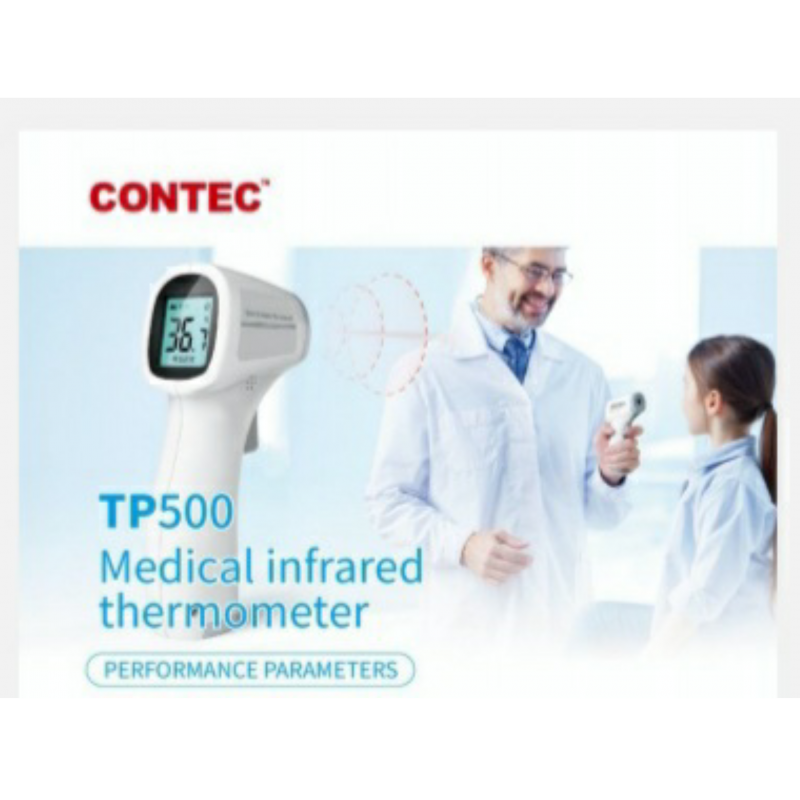 CONTEC™
36.7
TP500
Medical infrared
thermometer
PERFORMANCE PARAMETERS